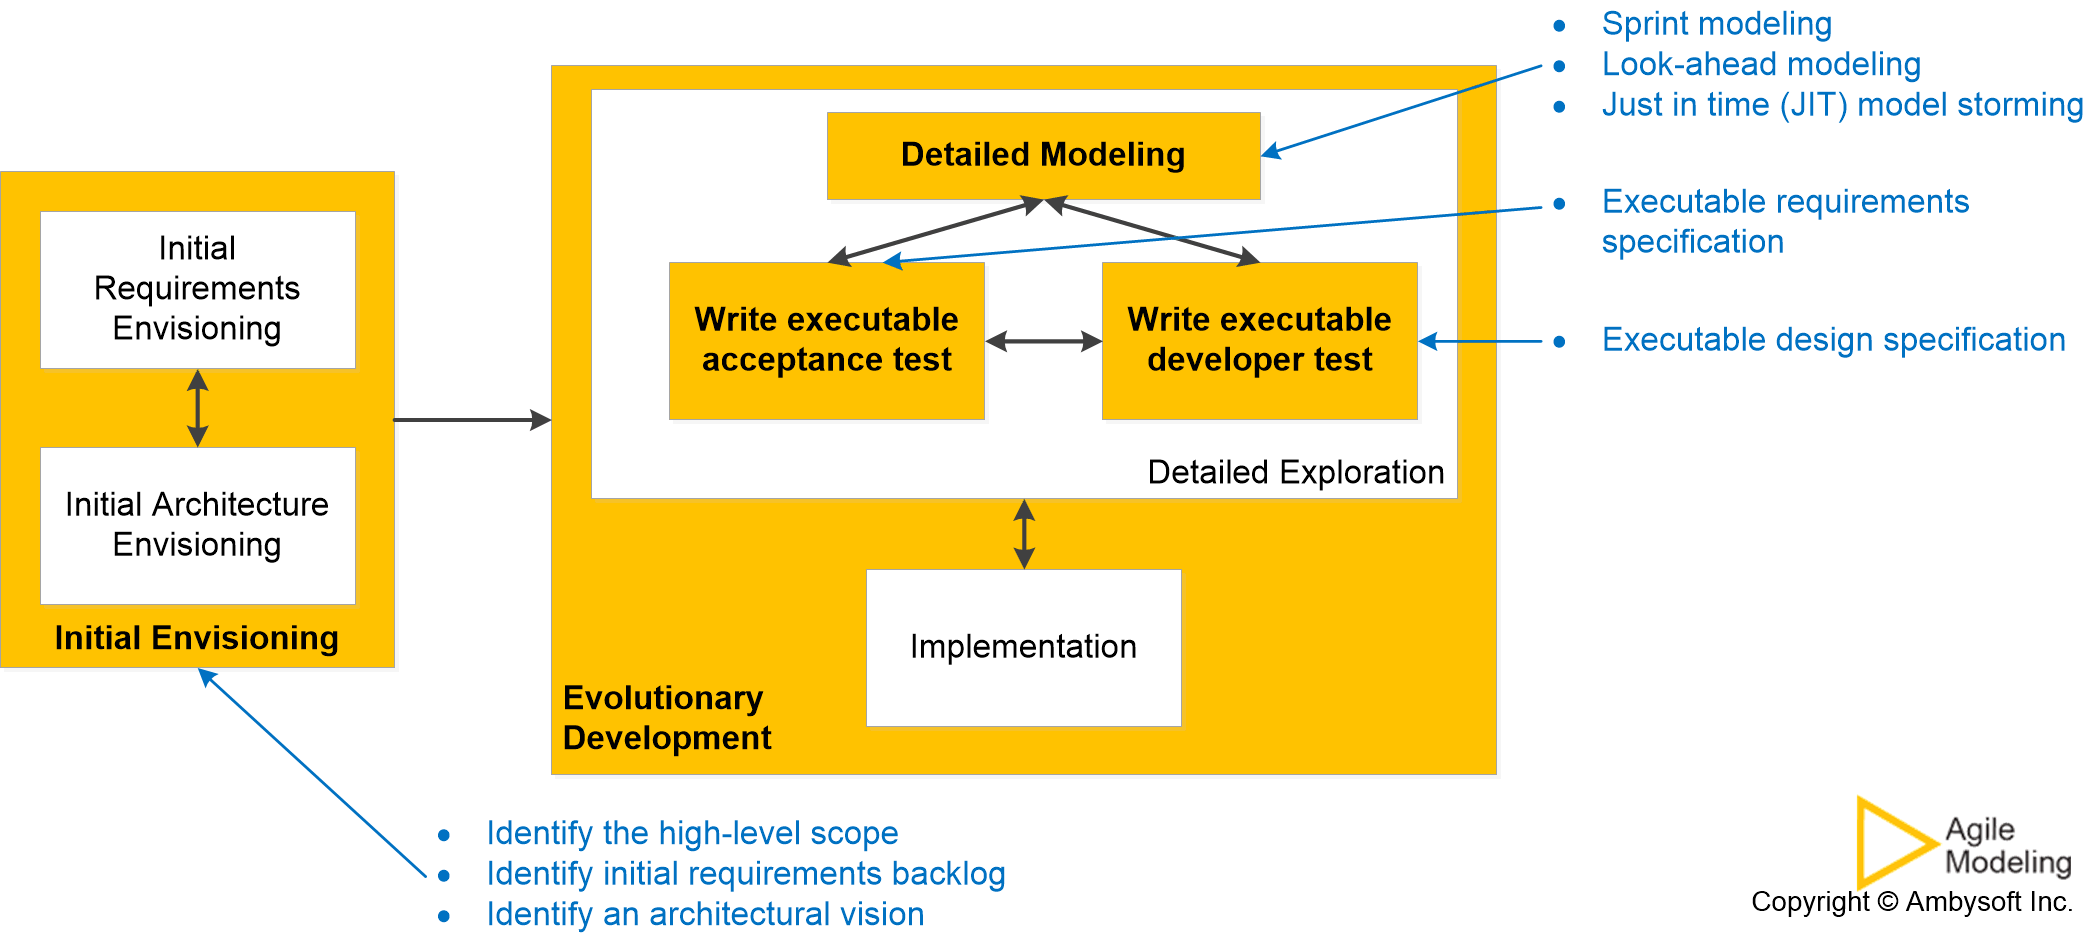 Initial
Requirements
Envisioning
Initial Architecture
Envisioning
Initial Envisioning
Detailed Modeling
Write executable
acceptance test
Write executable
developer test
Detailed Exploration
Implementation
Evolutionary
Development
• Sprint modeling
• Look-ahead modeling
• Just in time (JIT) model storming
• Executable requirements
specification
• Executable design specification
• Identify the high-level scope
• Identify initial requirements backlog
• Identify an architectural vision
Agile
Modeling
Copyright © Ambysoft Inc.